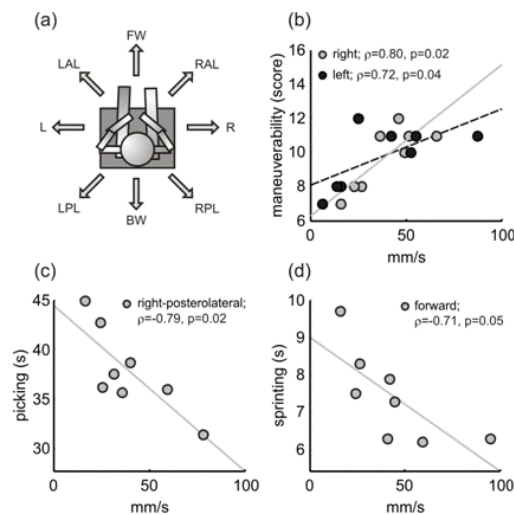 (a)
FW
LAL
RAL
L
R
LPL
RPL
BW
(b)
maneuverability (score)
16
14
12
10
8
6
right; ρ=0.80, p=0.02
left; ρ=0.72, p=0.04
0
50
100
mm/s
(c)
picking (s)
45
40
35
30
right-posterolateral;
ρ=-0.79, p=0.02
0
50
100
mm/s
(d)
sprinting (s)
10
9
8
7
6
forward;
ρ=-0.71, p=0.05
0
50
100
mm/s